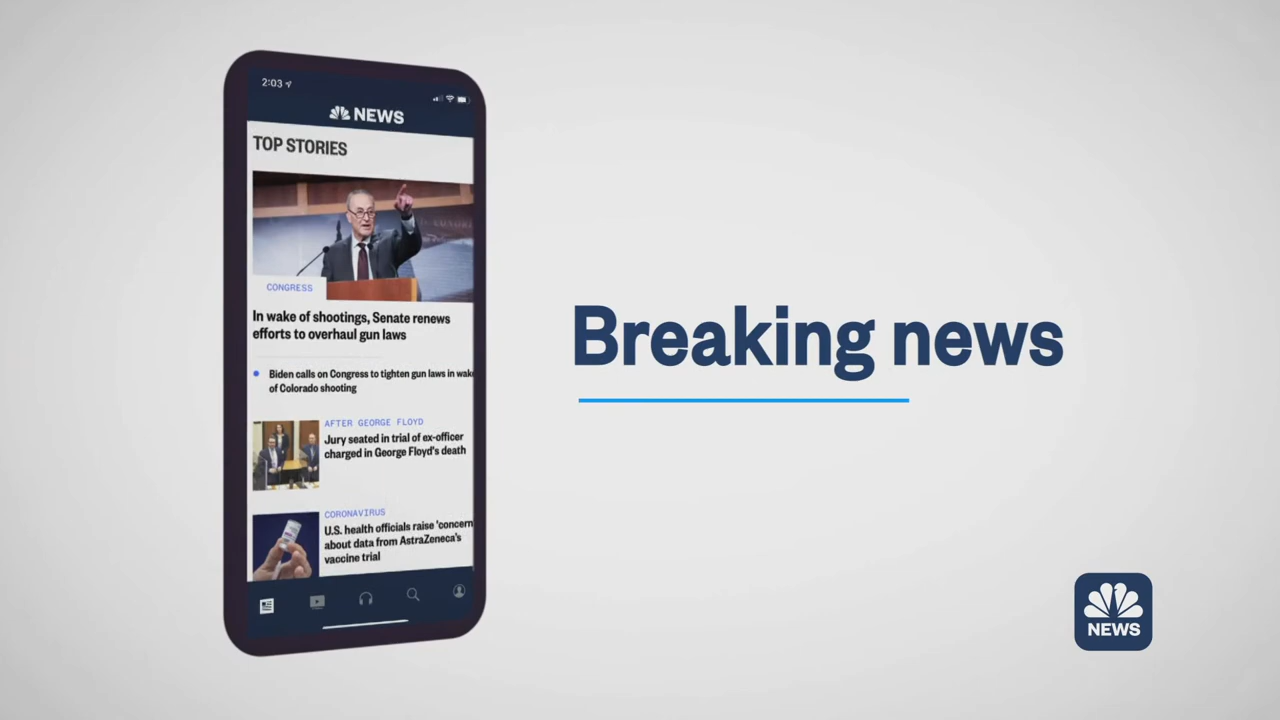 2:03
NEWS
TOP STORIES
CONGRESS
In wake of shootings, Senate renews
efforts to overhaul gun laws
Biden calls on Congress to tighten gun laws in wake
of Colorado shooting
AFTER GEORGE FLOYD
Jury seated in trial of ex-officer
charged in George Floyd's death
CORONAVIRUS
U.S. health officials raise 'concern
about data from AstraZeneca's
vaccine trial
Breaking news
NEWS